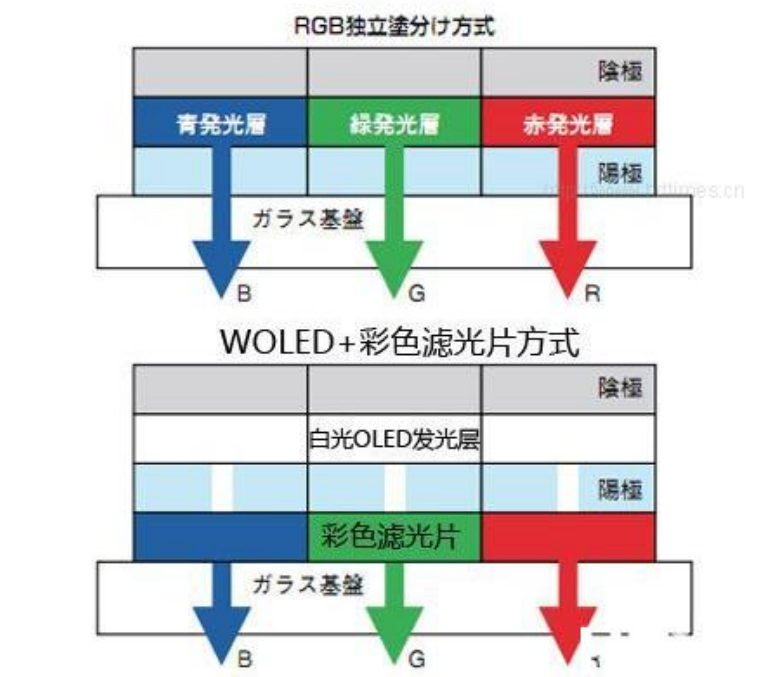 RGB独立塗分け方式
陰極
青発光層 緑発光層 赤発光層
陽極
ガラス基盤
B G R
WOLED+彩色滤光片方式
陰極
白光OLED发光层
陽極
彩色滤光片
ガラス基盤
B G